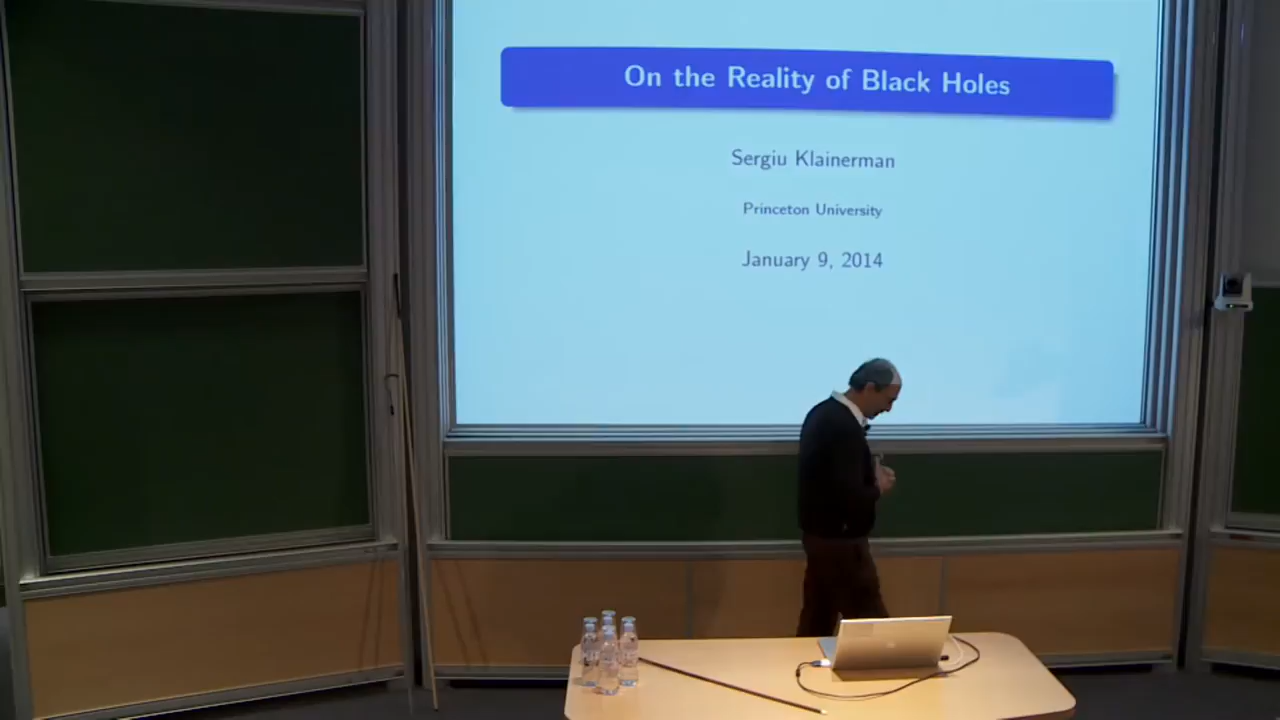 On the Reality of Black Holes
Sergiu Klainerman
Princeton University
January 9, 2014